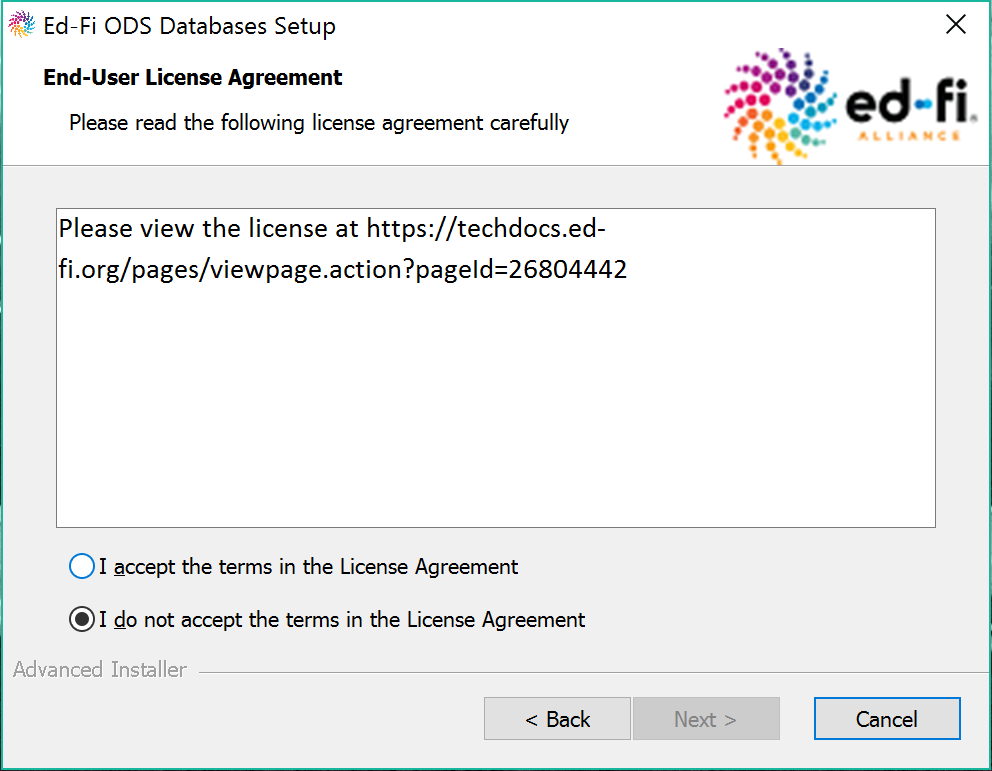 Ed-Fi ODS Databases Setup
End-User License Agreement
Please read the following license agreement carefully
ed-fi.
ALLIANCE
Please view the license at https://techdocs.ed-
fi.org/pages/viewpage.action?pageId=26804442
I accept the terms in the License Agreement
I do not accept the terms in the License Agreement
Advanced Installer
< Back
Next >
Cancel